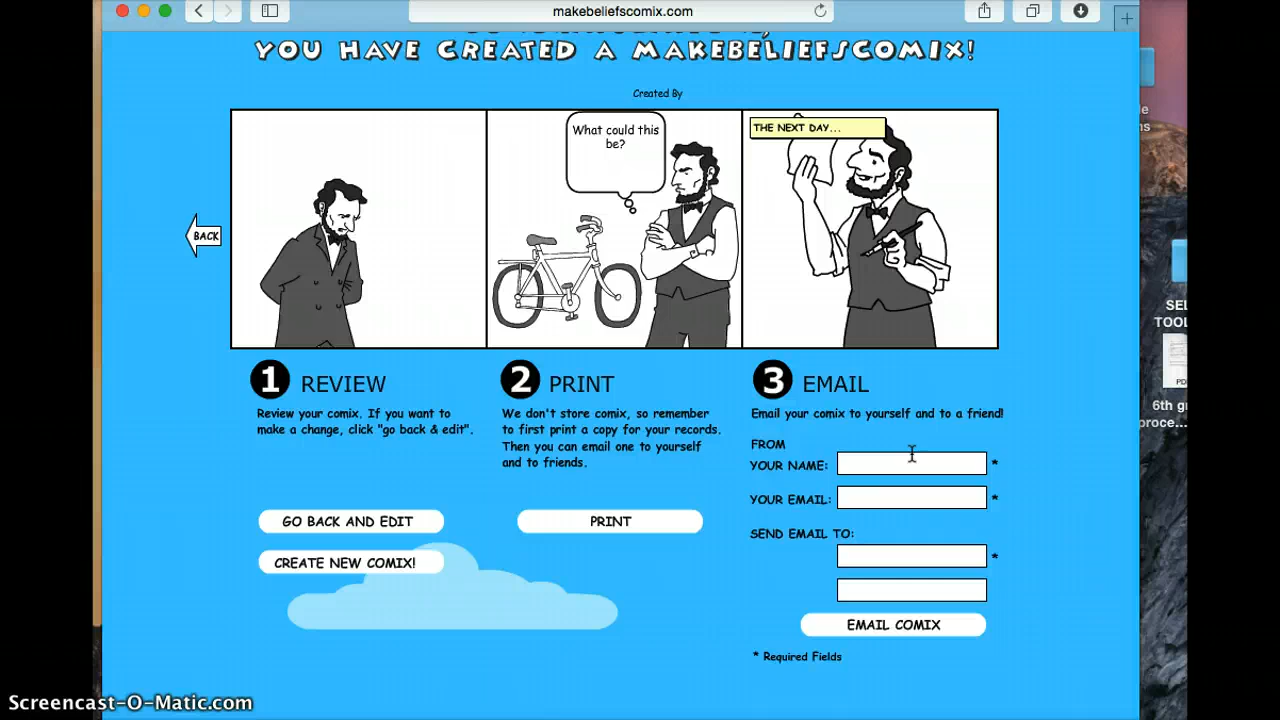 makebeliefscomix.com
YOU HAVE CREATED A MAKEBELIEFSCOMIX!
Created By
BACK
What could this
be?
THE NEXT DAY...
1 REVIEW
Review your comix. If you want to
make a change, click "go back & edit".
GO BACK AND EDIT
CREATE NEW COMIX!
2 PRINT
We don't store comix, so remember
to first print a copy for your records.
Then you can email one to yourself
and to friends.
PRINT
3 EMAIL
Email your comix to yourself and to a friend!
FROM
YOUR NAME: *
YOUR EMAIL: *
SEND EMAIL TO:
*
EMAIL COMIX
* Required Fields
SEL
TOOL
PD
6th gr
proce...
Screencast-O-Matic.com